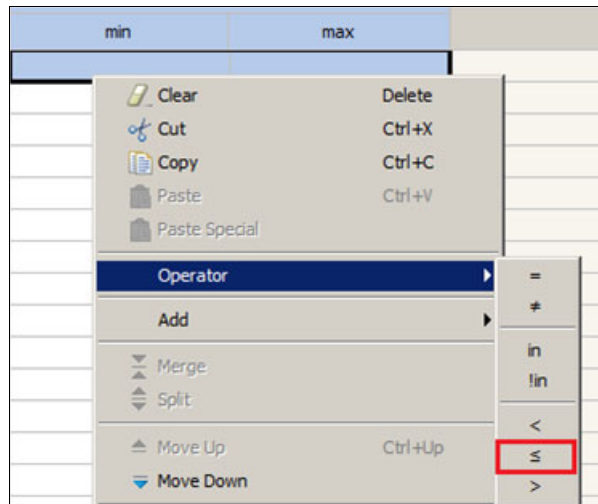 min max
Clear Delete
Cut Ctrl+X
Copy Ctrl+C
Paste Ctrl+V
Paste Special
Operator =
≠
Add
in
Merge
!in
Split
<
Move Up Ctrl+Up
≤
Move Down >